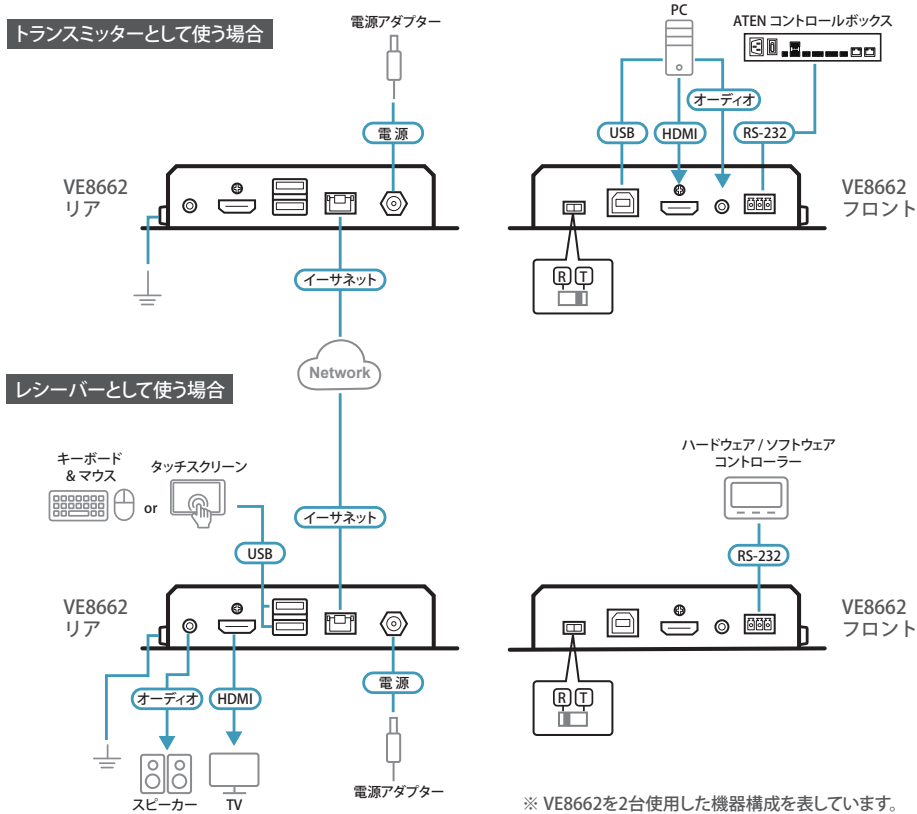 トランスミッターとして使う場合
電源アダプター
PC
ATEN コントロールボックス
オーディオ
電 源
USB
HDMI
RS-232
VE8662
リア
VE8662
フロント
イーサネット
R T
Network
レシーバーとして使う場合
キーボード
& マウス
or
タッチスクリーン
ハードウェア / ソフトウェア
コントローラー
イーサネット
USB
RS-232
VE8662
リア
VE8662
フロント
オーディオ
HDMI
電 源
R T
スピーカー
TV
電源アダプター
※ VE8662を2台使用した機器構成を表しています。